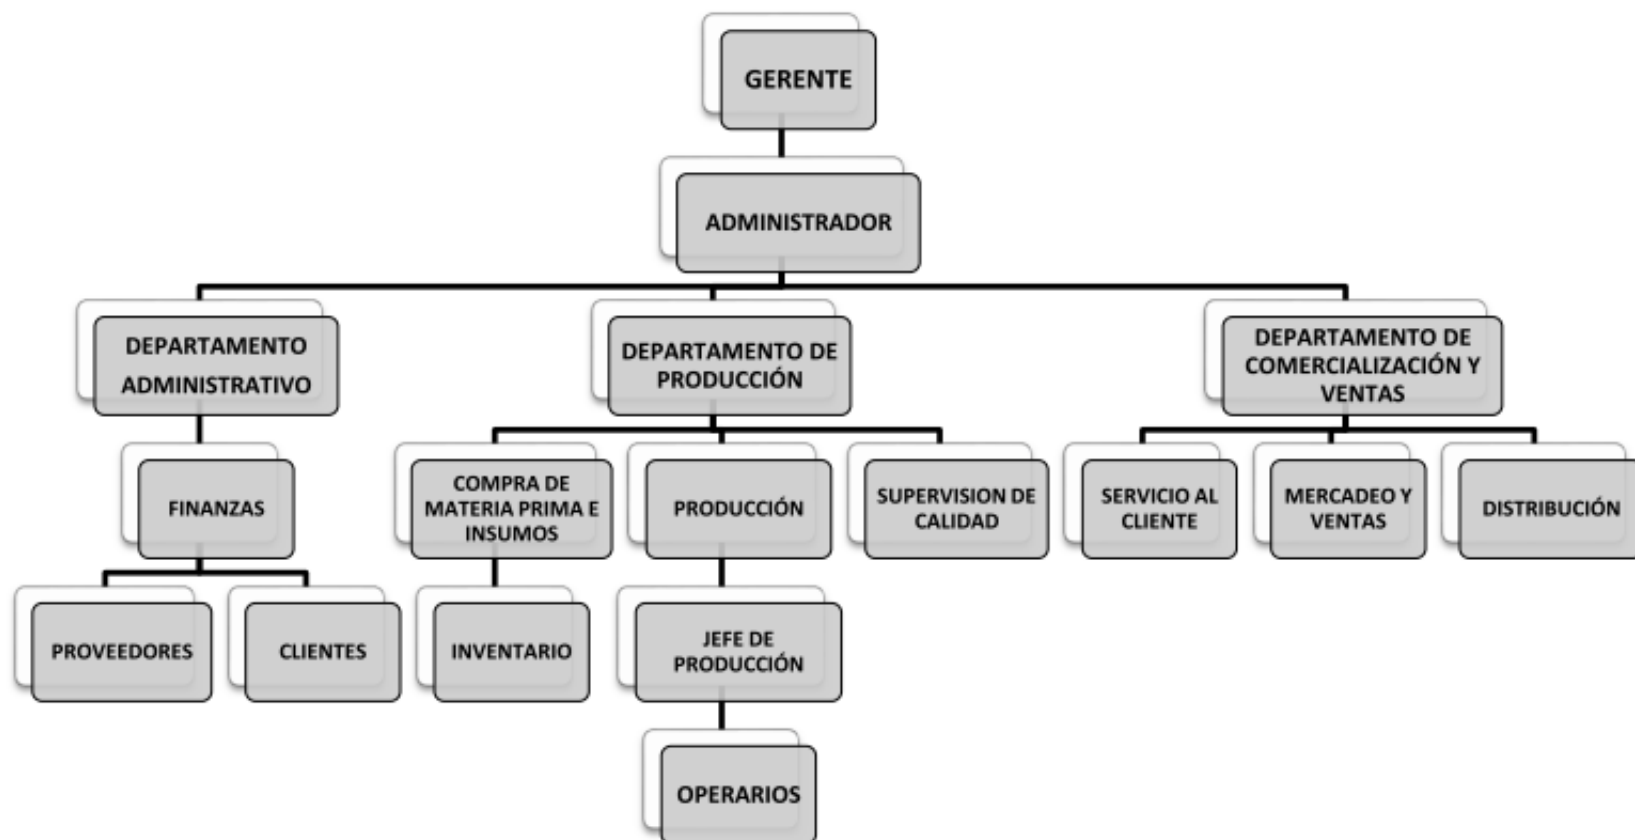 GERENTE
ADMINISTRADOR
DEPARTAMENTO
ADMINISTRATIVO
DEPARTAMENTO DE
PRODUCCIÓN
DEPARTAMENTO DE
COMERCIALIZACIÓN Y
VENTAS
FINANZAS
COMPRA DE
MATERIA PRIMA E
INSUMOS
PRODUCCIÓN
SUPERVISION DE
CALIDAD
SERVICIO AL
CLIENTE
MERCADEO Y
VENTAS
DISTRIBUCIÓN
PROVEEDORES
CLIENTES
INVENTARIO
JEFE DE
PRODUCCIÓN
OPERARIOS